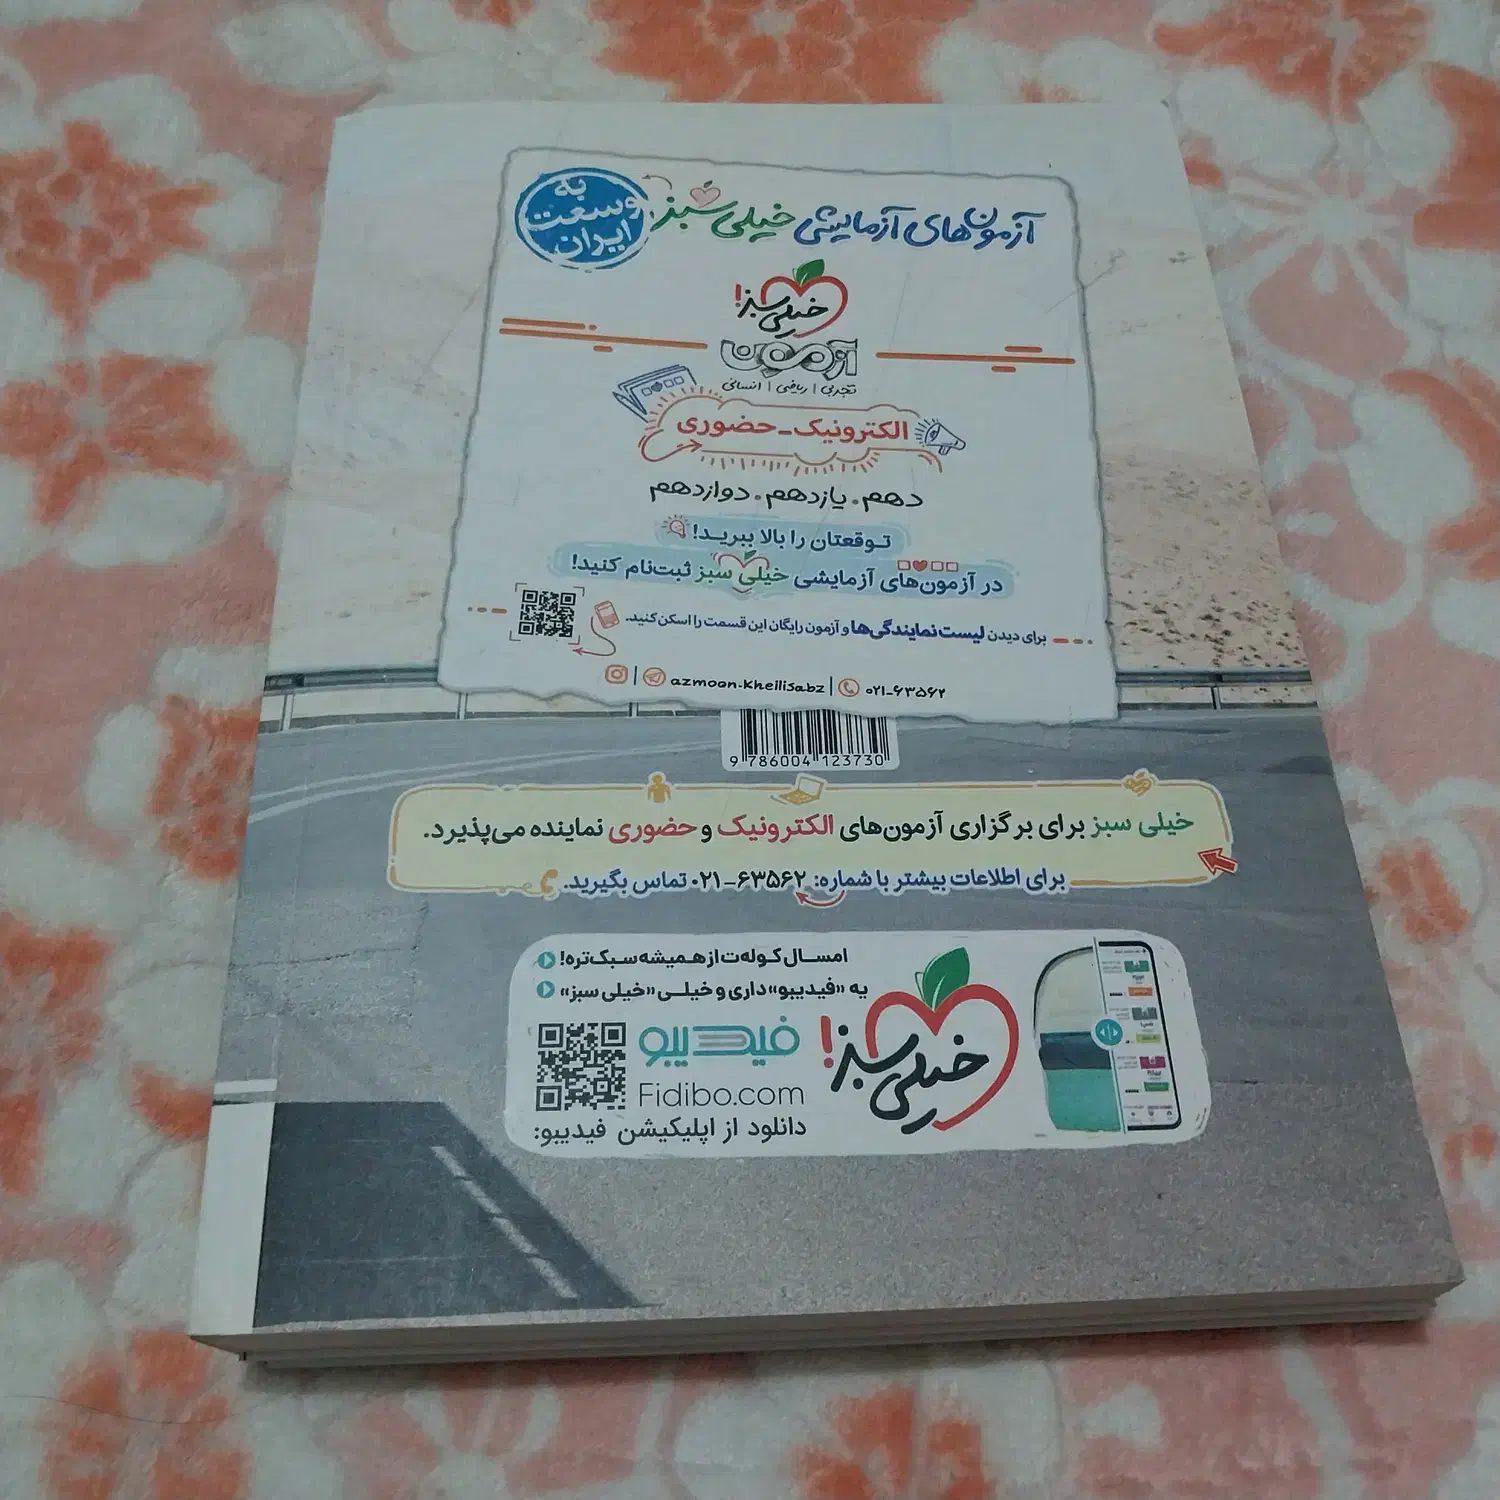 آزمون‌های آزمایشی خیلی سبز
به
وسعت
ایران
خیلی سبز!
آزمون
تجربی | ریاضی | انسانی
الکترونیک-حضوری
دهم. یازدهم. دوازدهم
توقعتان را بالا ببرید!
در آزمون‌های آزمایشی خیلی سبز ثبت‌نام کنید!
برای دیدن لیست نمایندگی‌ها و آزمون رایگان این قسمت را اسکن کنید.
azmoon.kheilisabz | ۰۲۱-۶۳۵۶۲
9 786004 123730
خیلی سبز برای برگزاری آزمون‌های الکترونیک و حضوری نماینده می‌پذیرد.
برای اطلاعات بیشتر با شماره: ۶۳۵۶۲-۰۲۱ تماس بگیرید.
امسال کوله‌ت از همیشه سبک‌تره!
یه «فیدیبو» داری و خیلی «خیلی سبز»
فیدیبو
Fidibo.com
دانلود از اپلیکیشن فیدیبو:
خیلی سبز!